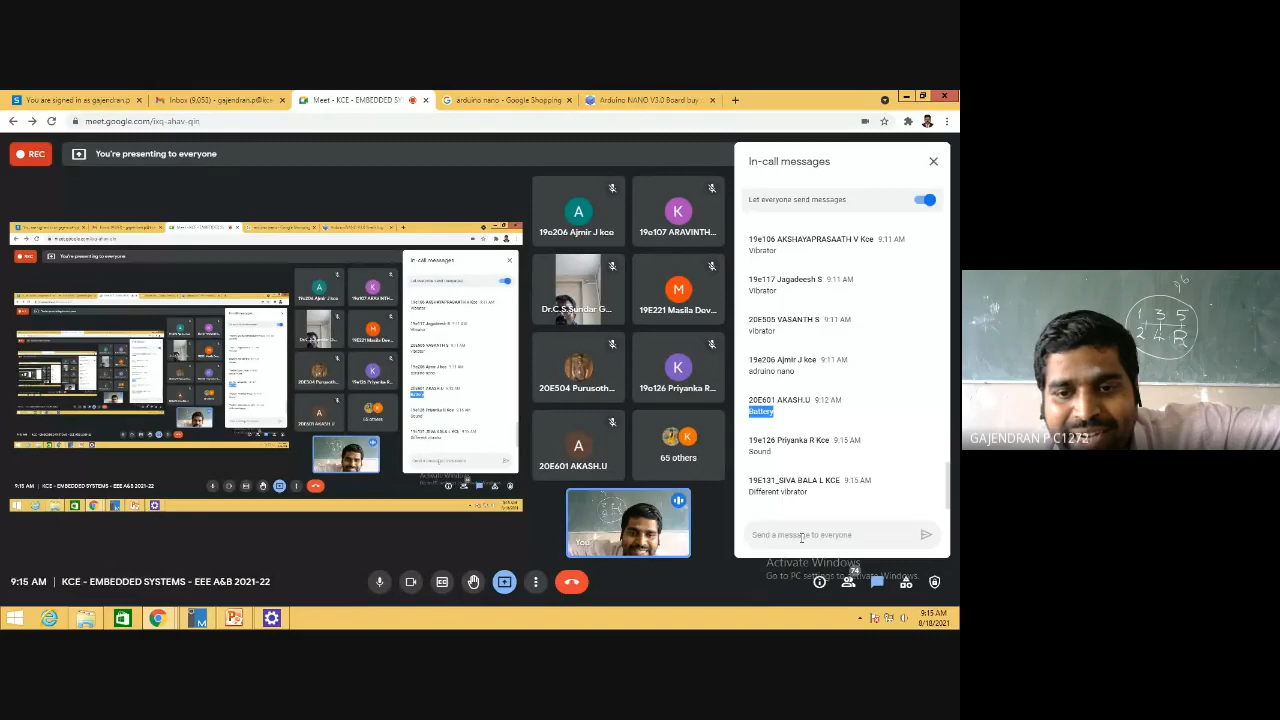 You are signed in as gajendran.p
Inbox (9,053) - gajendran.p@kce
Meet - KCE - EMBEDDED SY
arduino nano - Google Shopping
Arduino NANO V3.0 Board buy
meet.google.com/ixq-ahav-qin
REC
You're presenting to everyone
In-call messages
Let everyone send messages
19e106 AKSHAYAPRASAATH V Kce 9:11 AM
Vibrator
19e117 Jagadeesh S 9:11 AM
Vibrator
20E505 VASANTH S 9:11 AM
vibrator
19e206 Ajmir J kce 9:11 AM
adruino nano
20E601 AKASH.U 9:12 AM
Battery
19e126 Priyanka R Kce 9:15 AM
Sound
19E131_SIVA BALA L KCE 9:15 AM
Different vibrator
Send a message to everyone
A
19e206 Ajmir J kce
K
19e107 ARAVINTH...
Dr.C.S.Sundar G...
M
19E221 Masila Dev...
20E504 Purusoth...
K
19e126 Priyanka R...
A
20E601 AKASH.U
K
65 others
You
GAJENDRAN P C1272
1 3 5
2 4 R
Activate Windows
Go to PC settings to activate Windows.
74
9:15 AM | KCE - EMBEDDED SYSTEMS - EEE A&B 2021-22
9:15 AM
8/18/2021